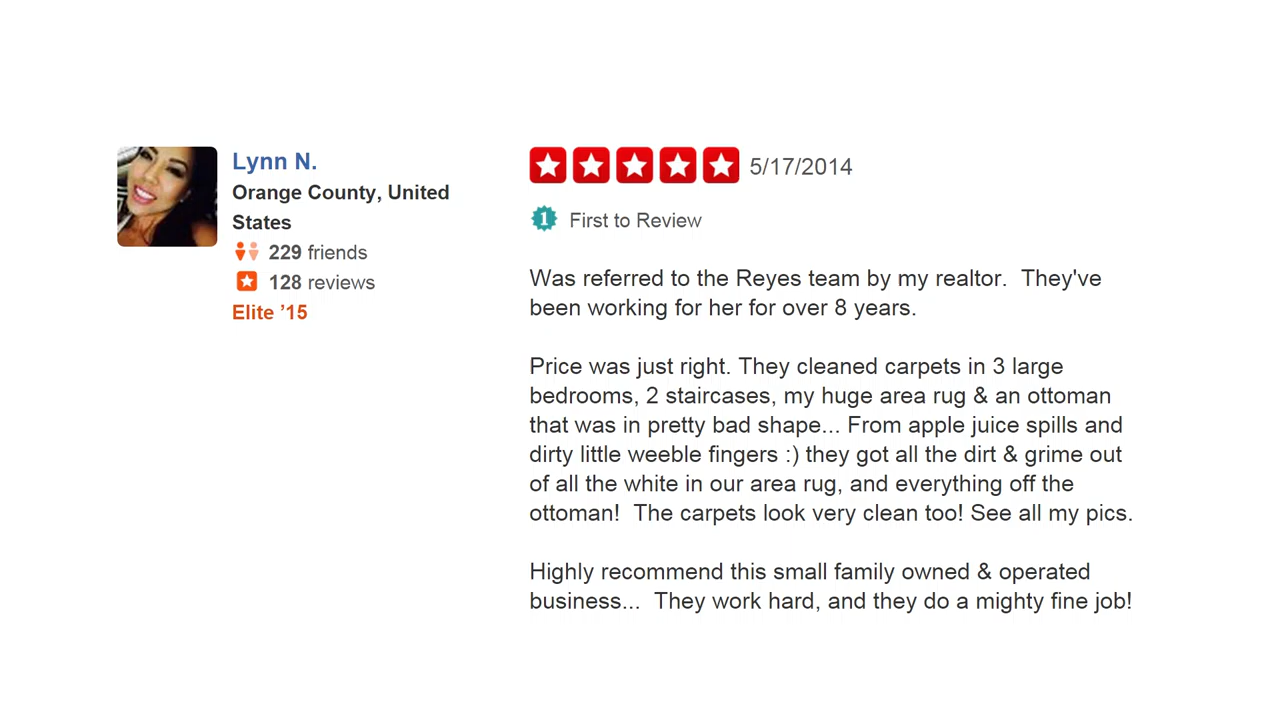 Lynn N.
Orange County, United
States
229 friends
128 reviews
Elite ’15
5/17/2014
1 First to Review
Was referred to the Reyes team by my realtor.  They've
been working for her for over 8 years.
Price was just right. They cleaned carpets in 3 large
bedrooms, 2 staircases, my huge area rug & an ottoman
that was in pretty bad shape... From apple juice spills and
dirty little weeble fingers :) they got all the dirt & grime out
of all the white in our area rug, and everything off the
ottoman!  The carpets look very clean too! See all my pics.
Highly recommend this small family owned & operated
business...  They work hard, and they do a mighty fine job!